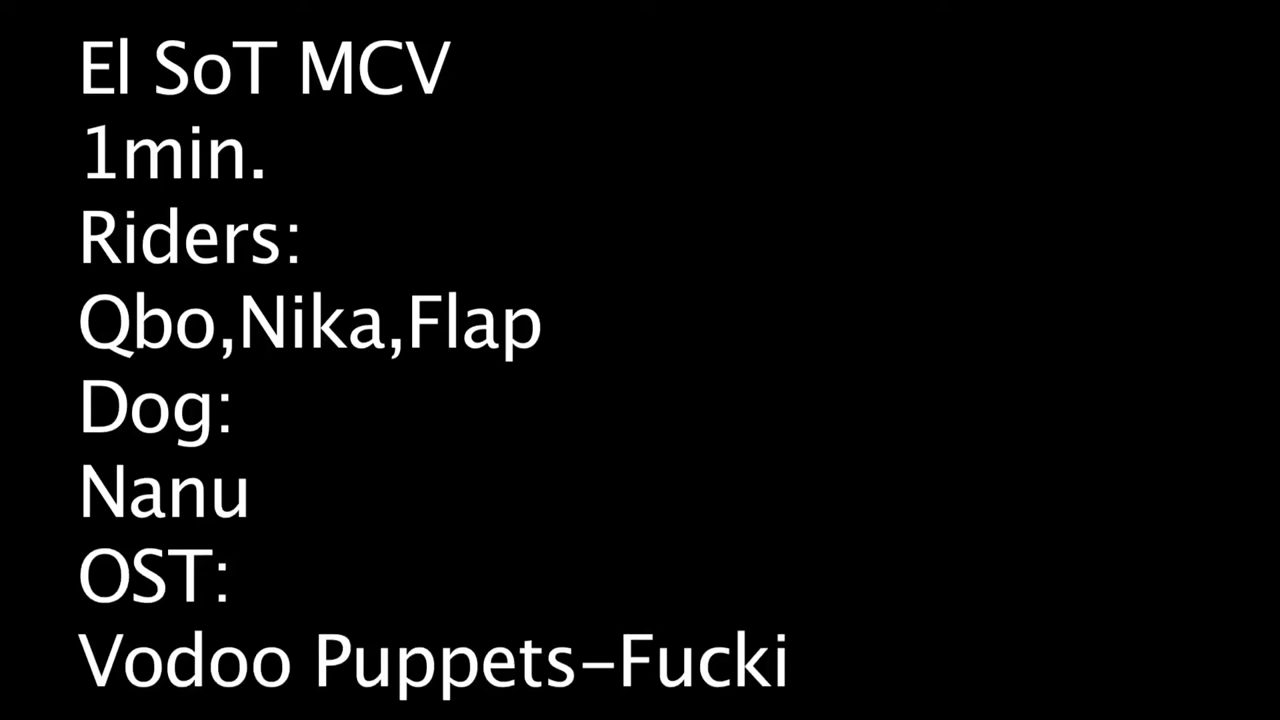 El SoT MCV
1min.
Riders:
Qbo,Nika,Flap
Dog:
Nanu
OST:
Vodoo Puppets-Fucki